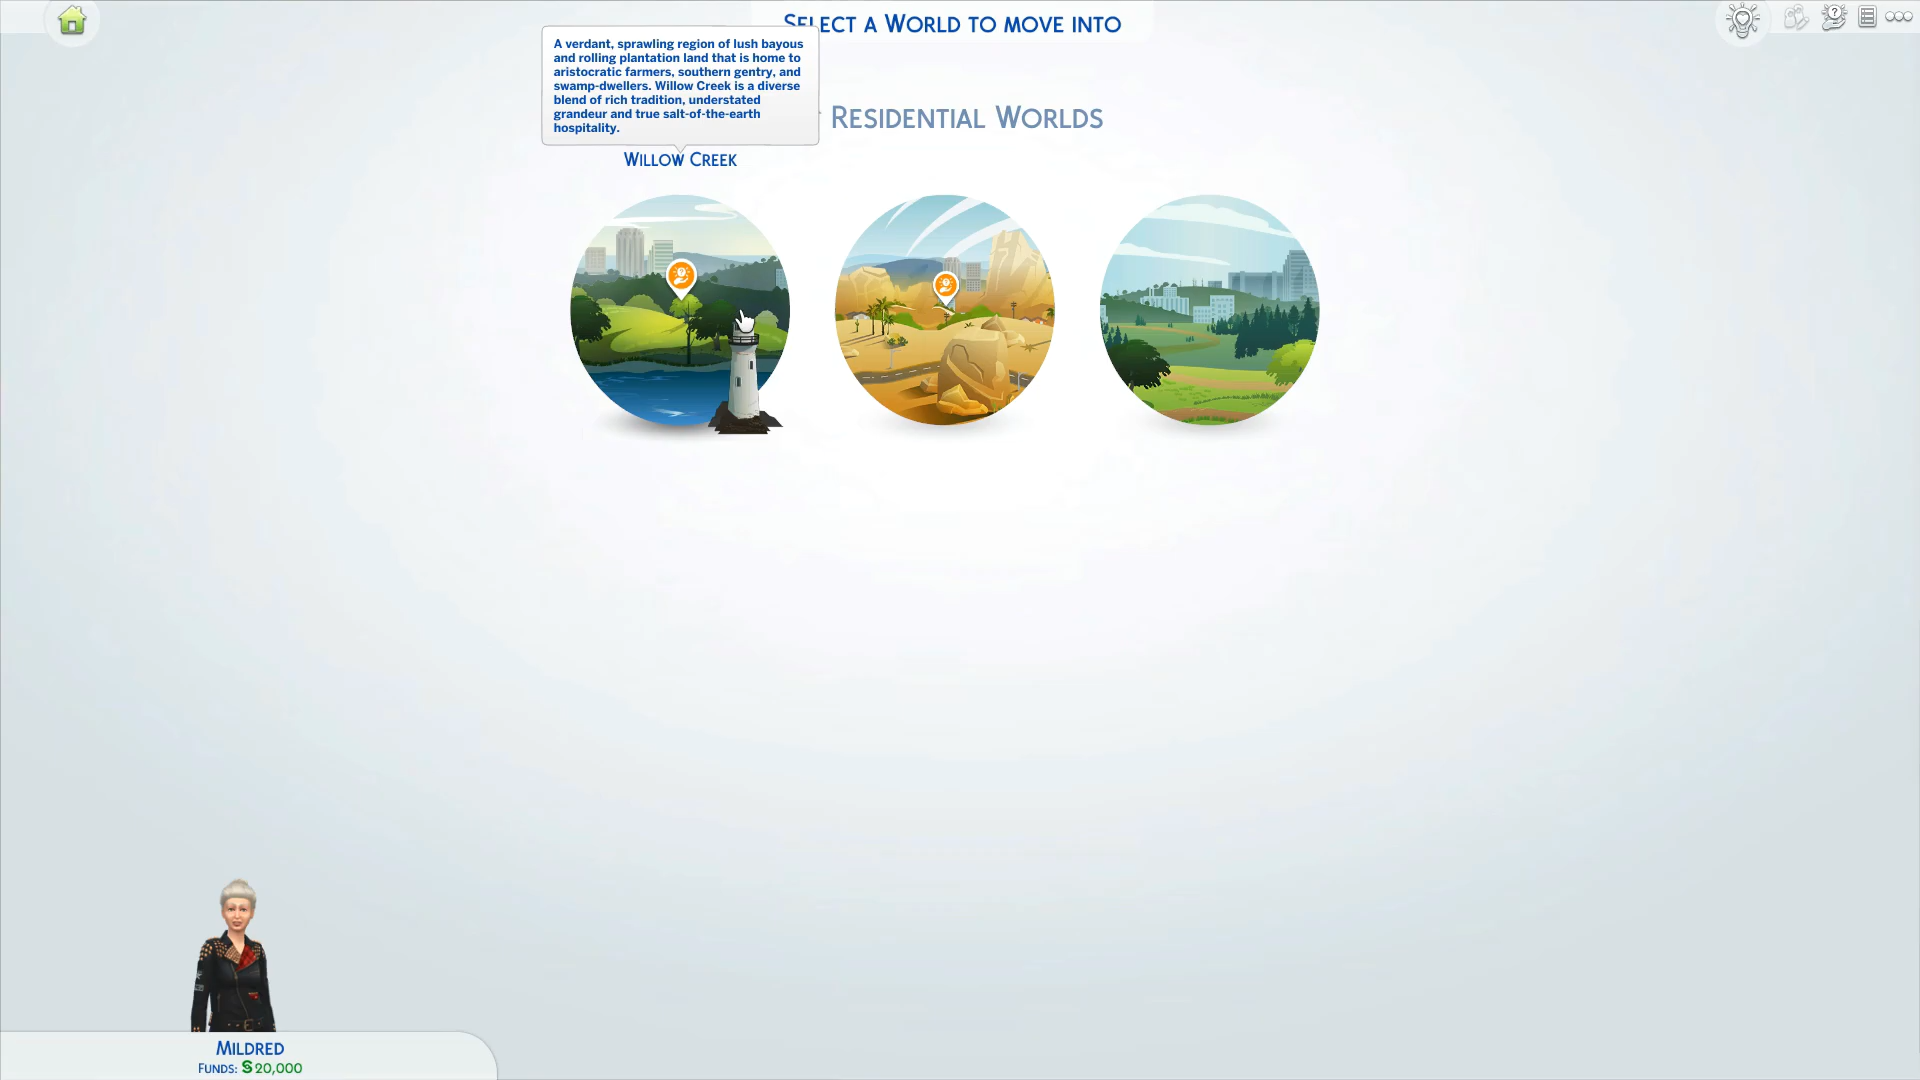 SELECT A WORLD TO MOVE INTO
A verdant, sprawling region of lush bayous
and rolling plantation land that is home to
aristocratic farmers, southern gentry, and
swamp-dwellers. Willow Creek is a diverse
blend of rich tradition, understated
grandeur and true salt-of-the-earth
hospitality.
RESIDENTIAL WORLDS
WILLOW CREEK
MILDRED
FUNDS: §20,000